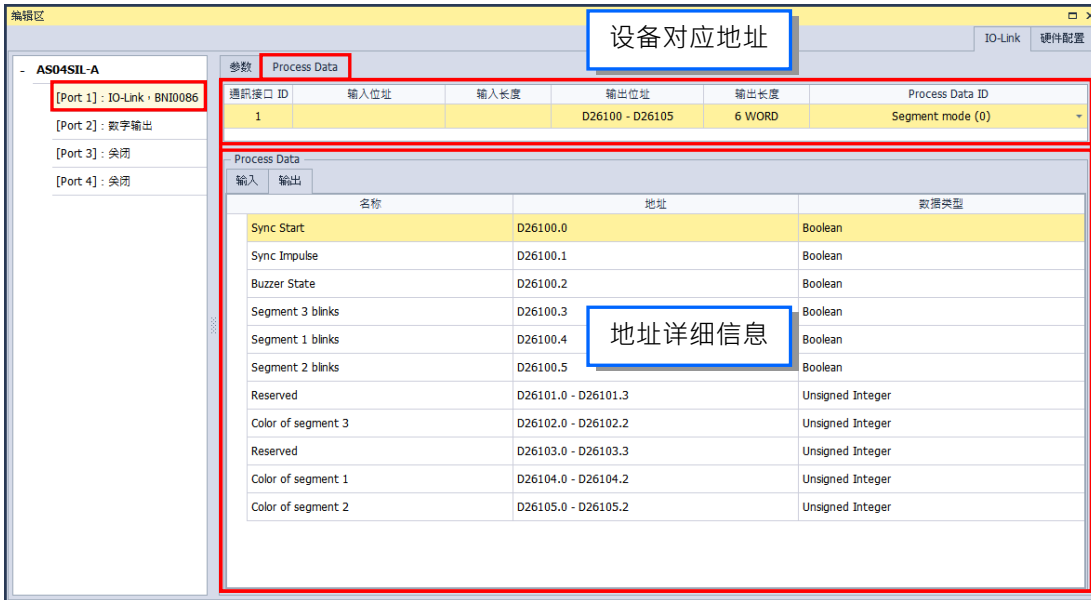 编辑区
IO-Link 硬件配置
设备对应地址
- AS04SIL-A
[Port 1]：IO-Link，BNI0086
[Port 2]：数字输出
[Port 3]：关闭
[Port 4]：关闭
参数 Process Data
通訊接口 ID 输入位址 输入长度 输出位址 输出长度 Process Data ID
1 D26100 - D26105 6 WORD Segment mode (0)
Process Data
输入 输出
名称 地址 数据类型
Sync Start D26100.0 Boolean
Sync Impulse D26100.1 Boolean
Buzzer State D26100.2 Boolean
Segment 3 blinks D26100.3 Boolean
Segment 1 blinks D26100.4 Boolean
Segment 2 blinks D26100.5 Boolean
地址详细信息
Reserved D26101.0 - D26101.3 Unsigned Integer
Color of segment 3 D26102.0 - D26102.2 Unsigned Integer
Reserved D26103.0 - D26103.3 Unsigned Integer
Color of segment 1 D26104.0 - D26104.2 Unsigned Integer
Color of segment 2 D26105.0 - D26105.2 Unsigned Integer